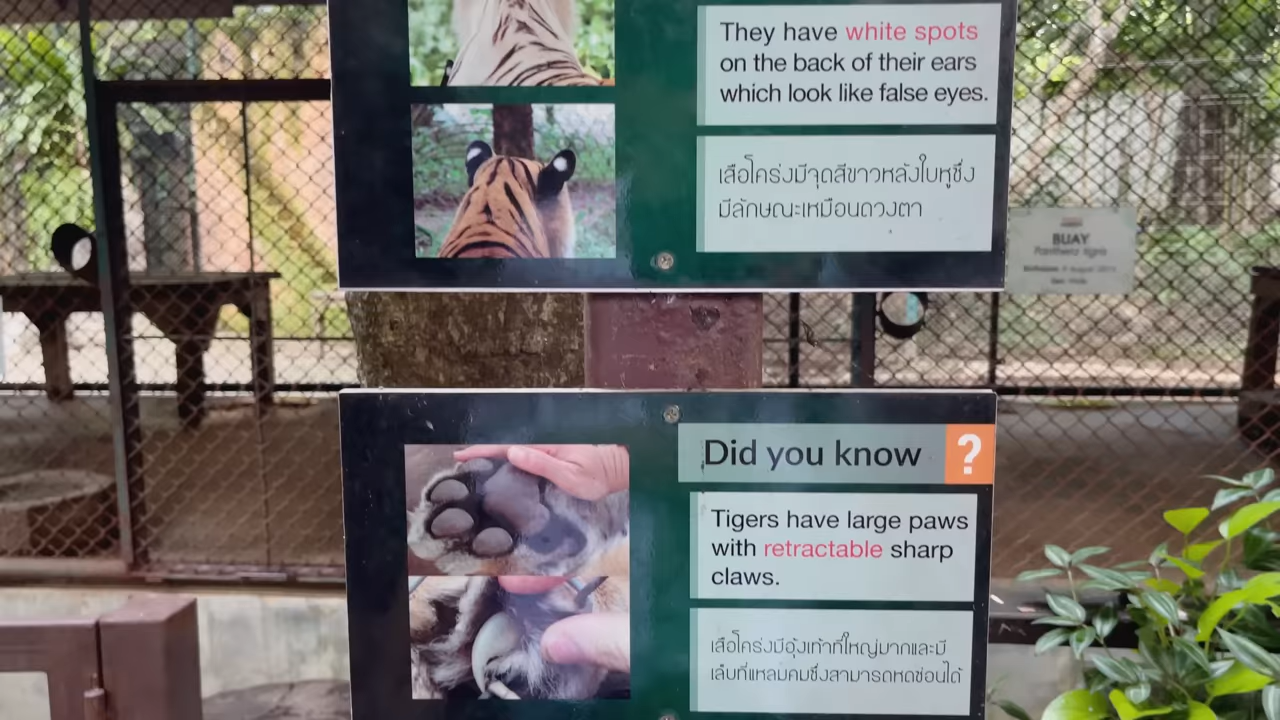 They have white spots
on the back of their ears
which look like false eyes.
เสือโคร่งมีจุดสีขาวหลังใบหูซึ่ง
มีลักษณะเหมือนดวงตา
BUAY
Panthera tigris
Did you know ?
Tigers have large paws
with retractable sharp
claws.
เสือโคร่งมีอุ้งเท้าที่ใหญ่มากและมี
เล็บที่แหลมคมซึ่งสามารถหดซ่อนได้